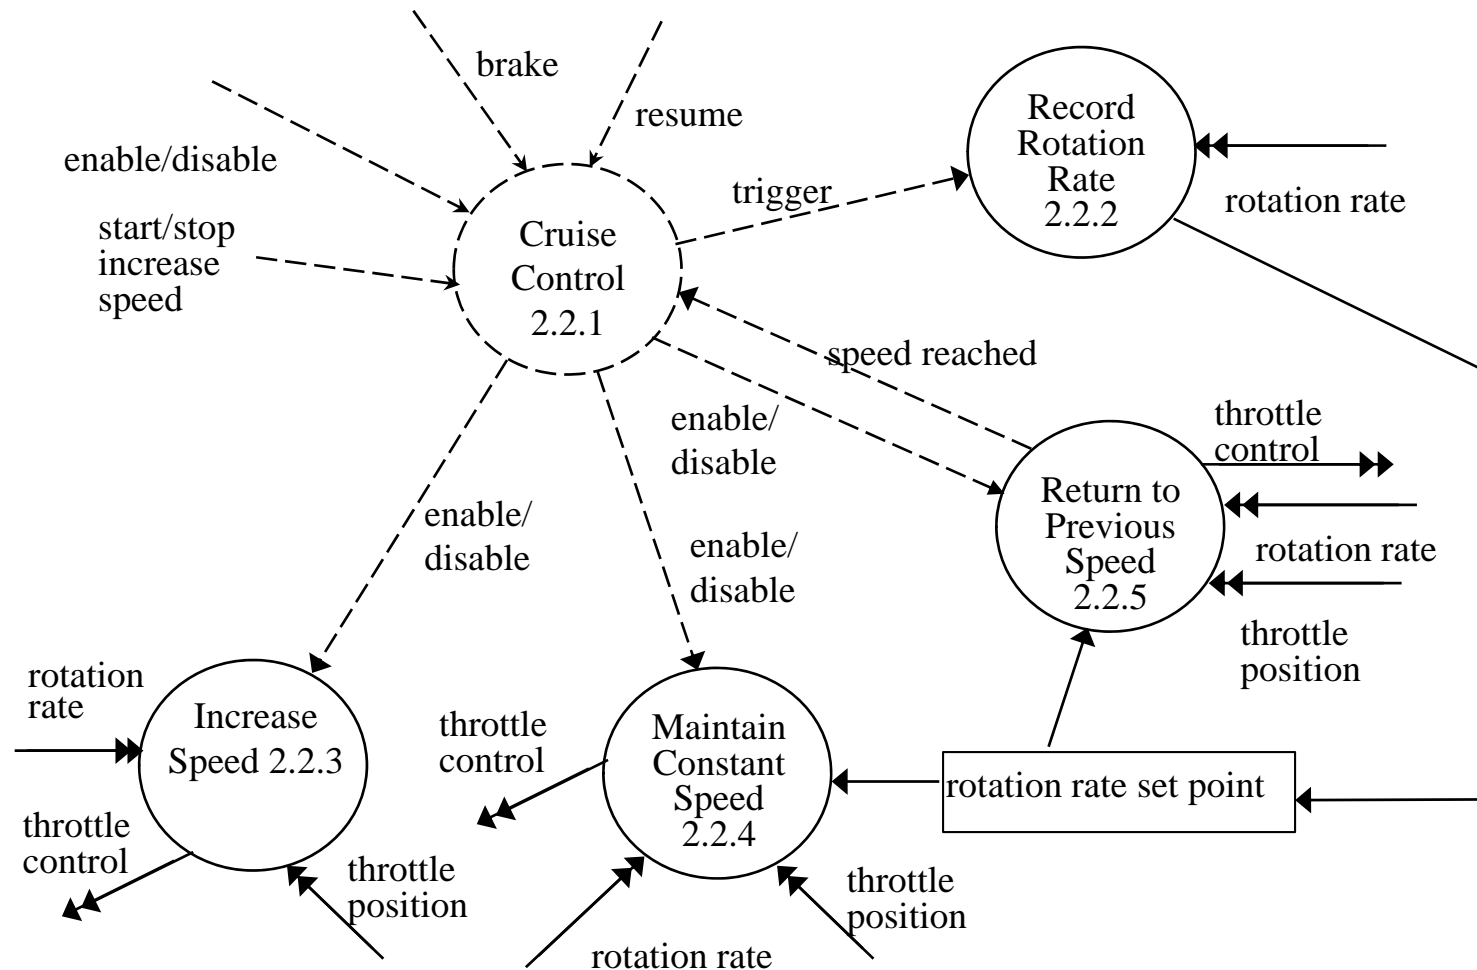 brake
resume
enable/disable
start/stop
increase
speed
Cruise
Control
2.2.1
trigger
Record
Rotation
Rate
2.2.2
rotation rate
speed reached
enable/
disable
enable/
disable
enable/
disable
throttle
control
Return to
Previous
Speed
2.2.5
rotation rate
throttle
position
rotation
rate
Increase
Speed 2.2.3
throttle
control
throttle
position
throttle
control
Maintain
Constant
Speed
2.2.4
rotation rate set point
throttle
position
rotation rate